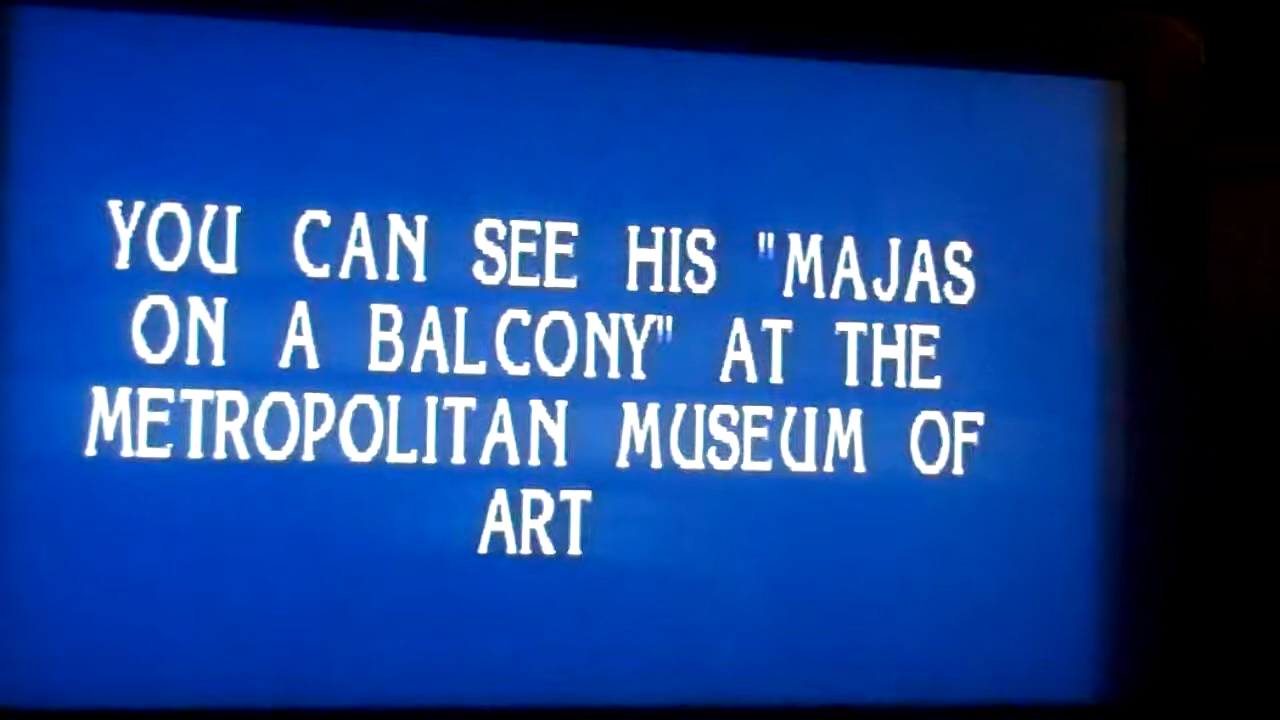 YOU CAN SEE HIS "MAJAS
ON A BALCONY" AT THE
METROPOLITAN MUSEUM OF
ART